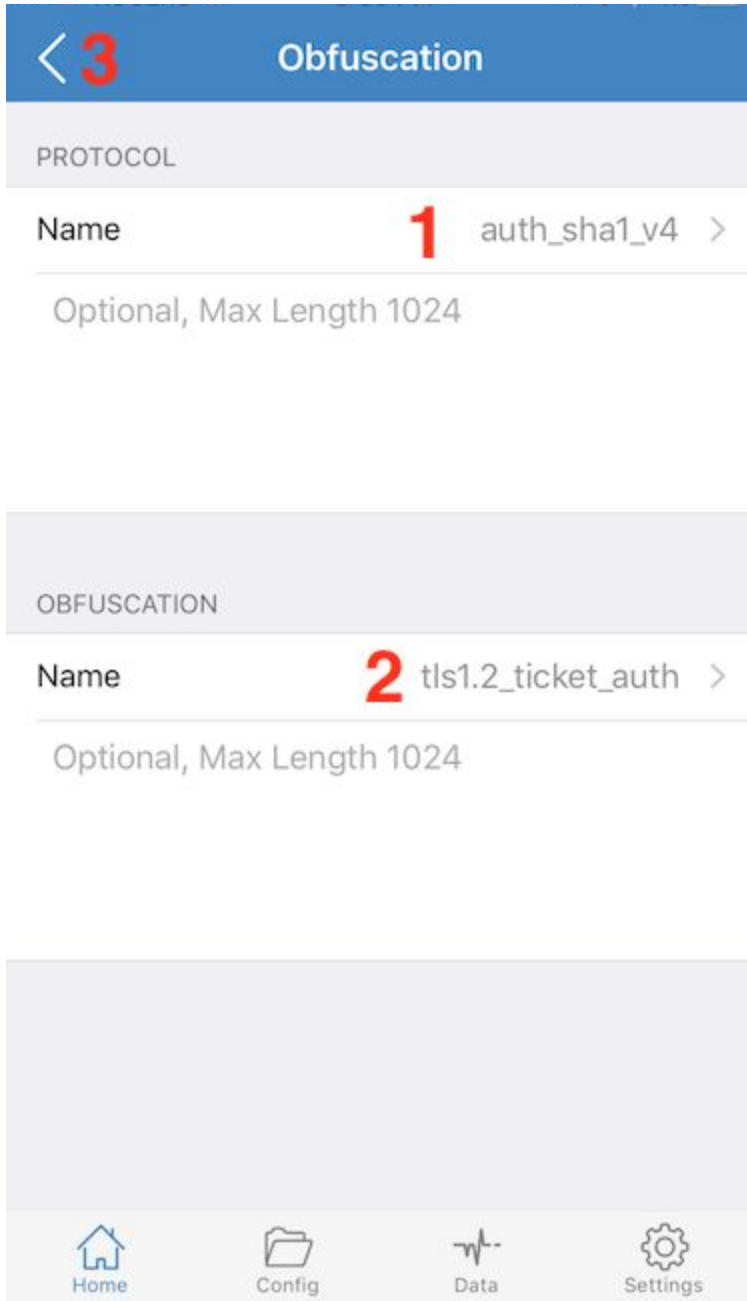 3 Obfuscation
PROTOCOL
Name 1 auth_sha1_v4
Optional, Max Length 1024
OBFUSCATION
Name 2 tls1.2_ticket_auth
Optional, Max Length 1024
Home Config Data Settings